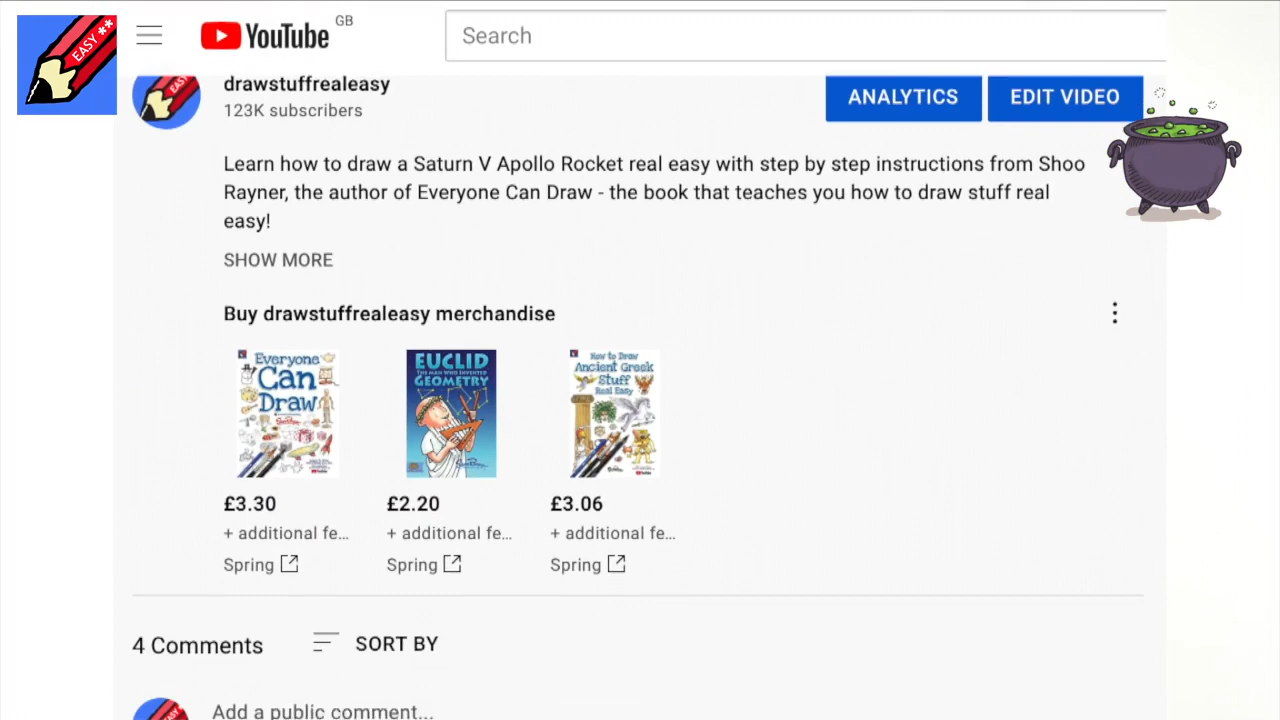 EASY **
YouTube GB
Search
EASY
drawstuffrealeasy
123K subscribers
ANALYTICS
EDIT VIDEO
Learn how to draw a Saturn V Apollo Rocket real easy with step by step instructions from Shoo
Rayner, the author of Everyone Can Draw - the book that teaches you how to draw stuff real
easy!
SHOW MORE
Buy drawstuffrealeasy merchandise
Everyone
Can
Draw
EUCLID
THE MAN WHO INVENTED
GEOMETRY
How to Draw
Ancient Greek
Stuff
Real Easy
£3.30
£2.20
£3.06
+ additional fe...
+ additional fe...
+ additional fe...
Spring
Spring
Spring
4 Comments
SORT BY
Add a public comment...